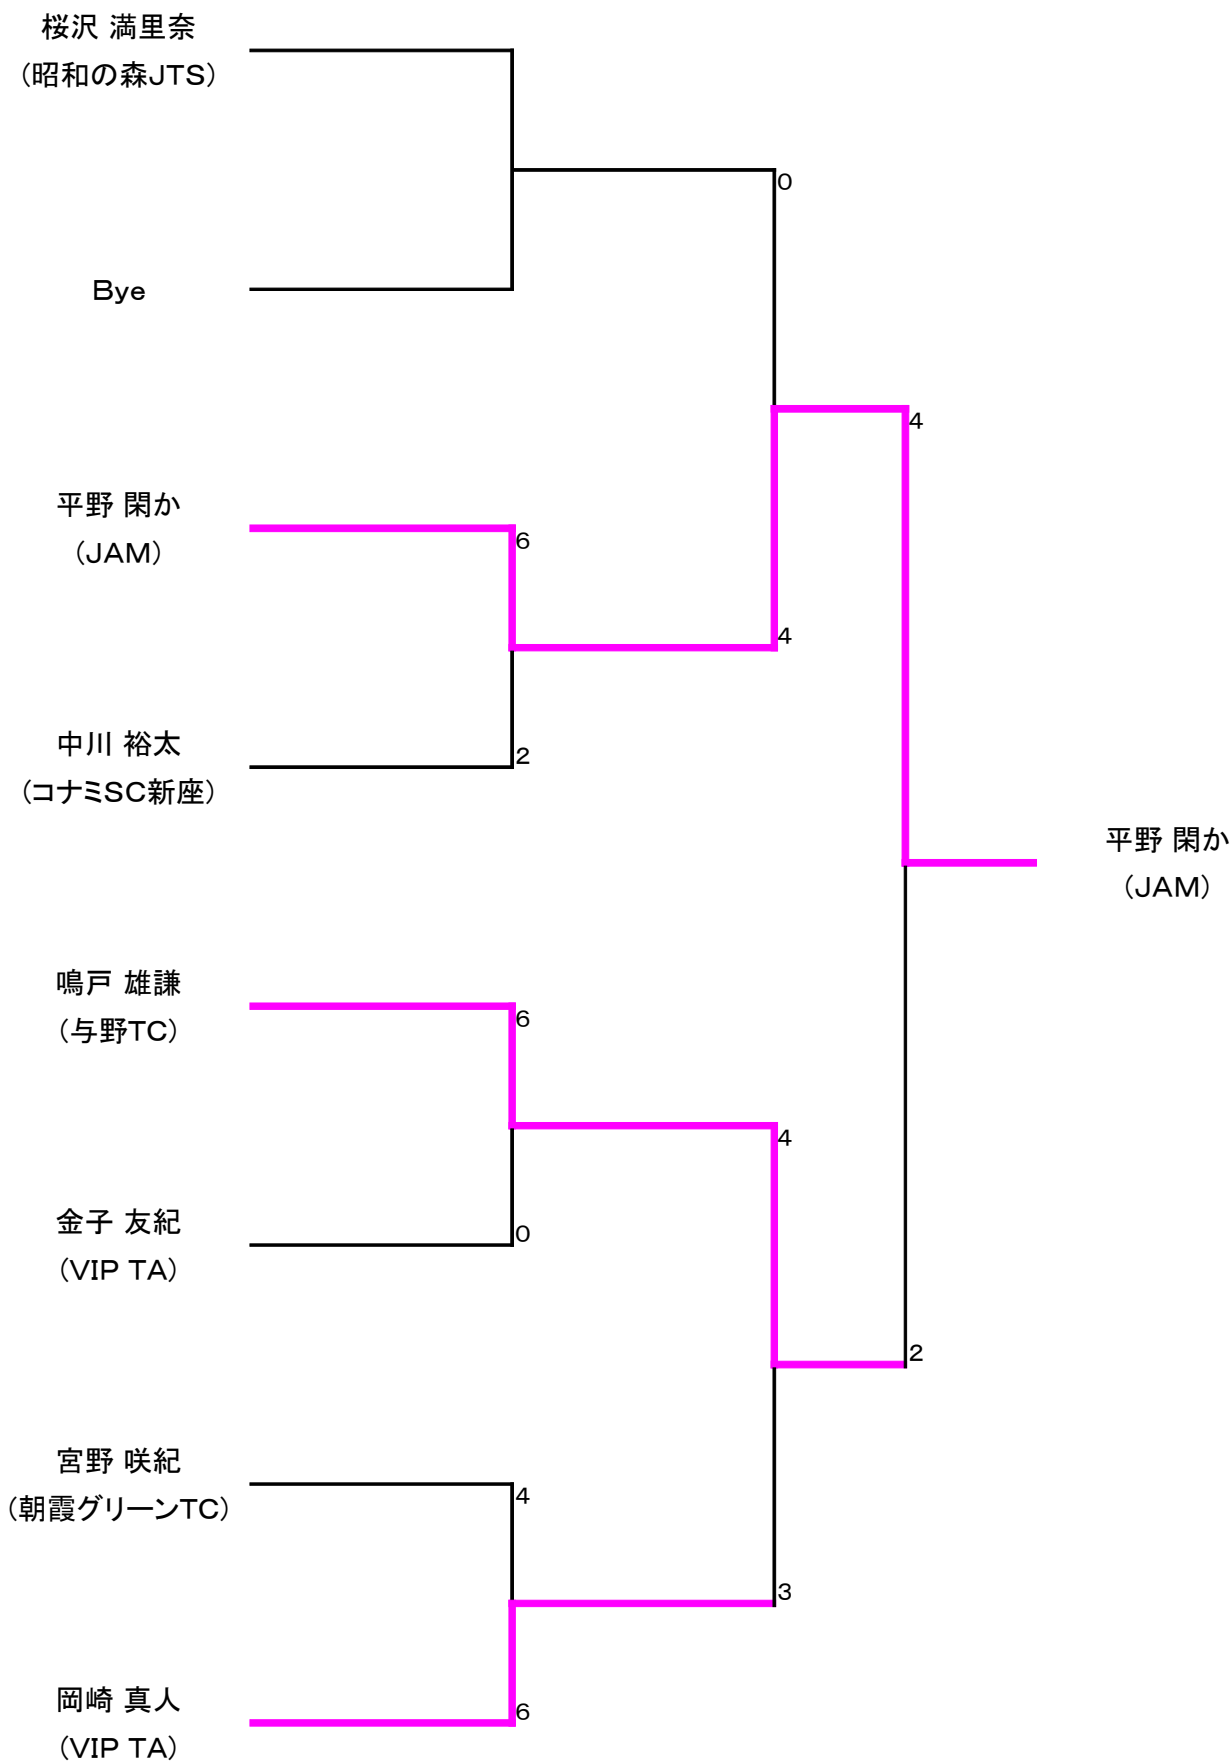 桜沢 満里奈
（昭和の森JTS）
0
Bye
4
平野 閑か
（JAM）
6
4
中川 裕太
（コナミSC新座）
2
平野 閑か
（JAM）
鳴戸 雄謙
（与野TC）
6
4
金子 友紀
（VIP TA）
0
2
宮野 咲紀
（朝霞グリーンTC）
4
3
岡崎 真人
（VIP TA）
6